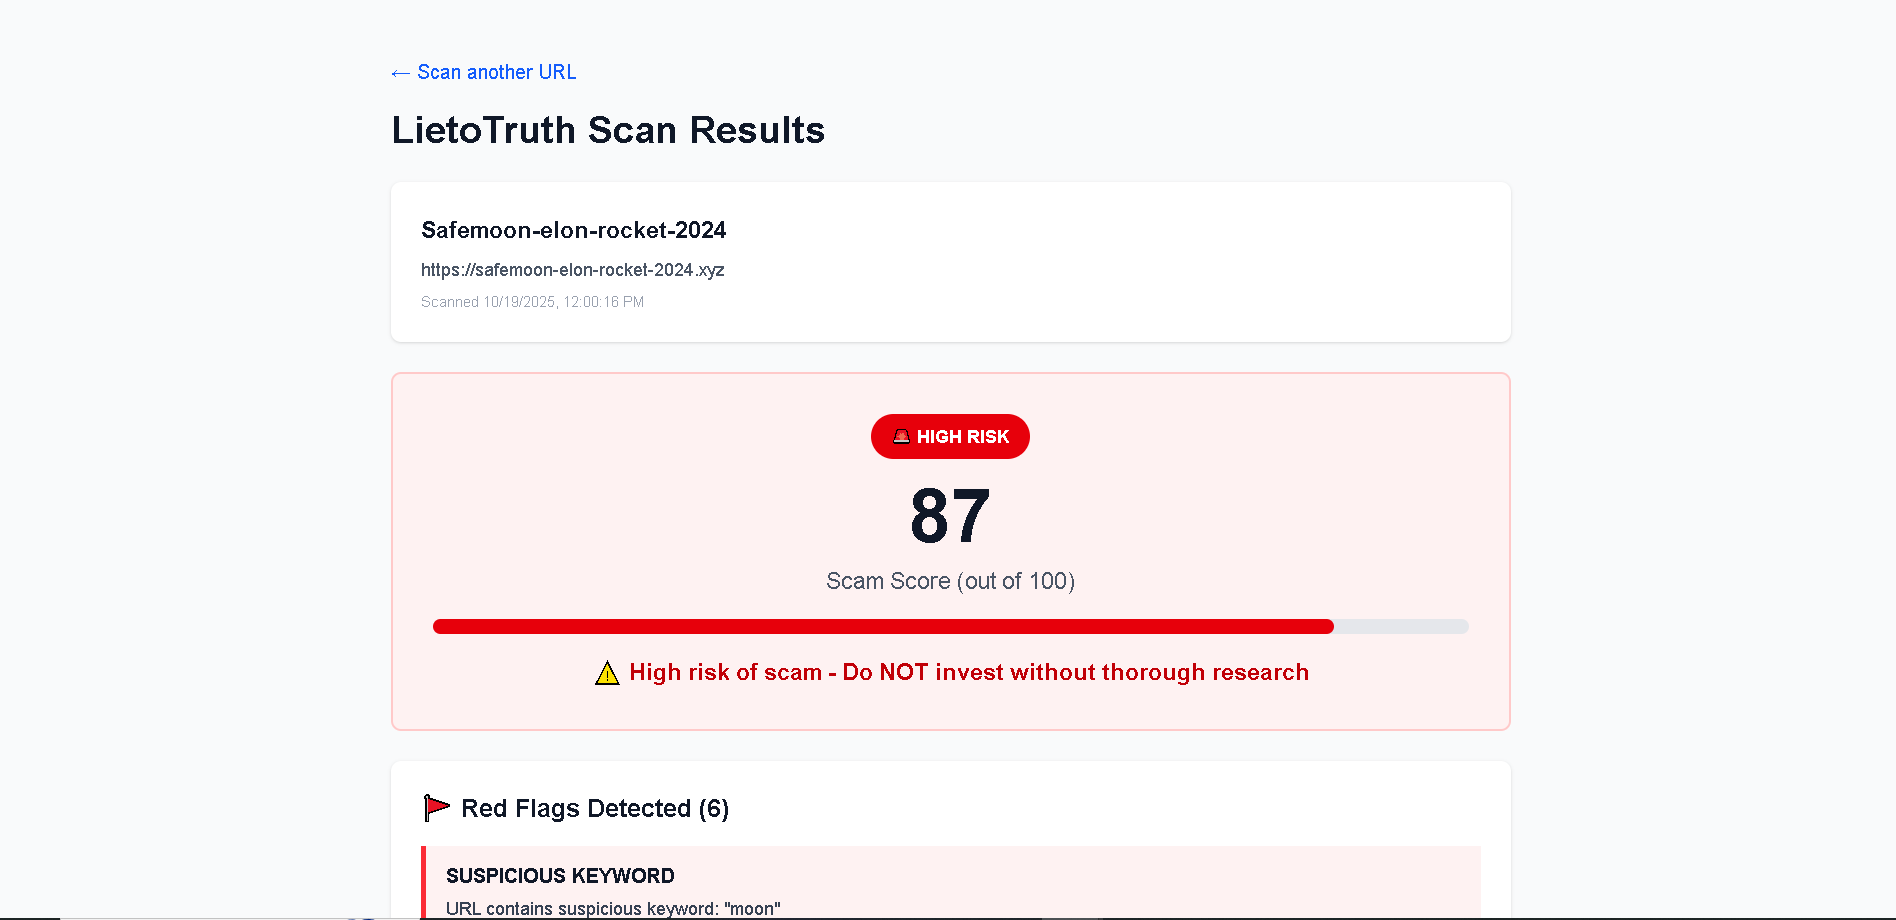 ← Scan another URL
LietoTruth Scan Results
Safemoon-elon-rocket-2024
https://safemoon-elon-rocket-2024.xyz
Scanned 10/19/2025, 12:00:16 PM
🚨 HIGH RISK
87
Scam Score (out of 100)
⚠️ High risk of scam - Do NOT invest without thorough research
🚩 Red Flags Detected (6)
SUSPICIOUS KEYWORD
URL contains suspicious keyword: "moon"